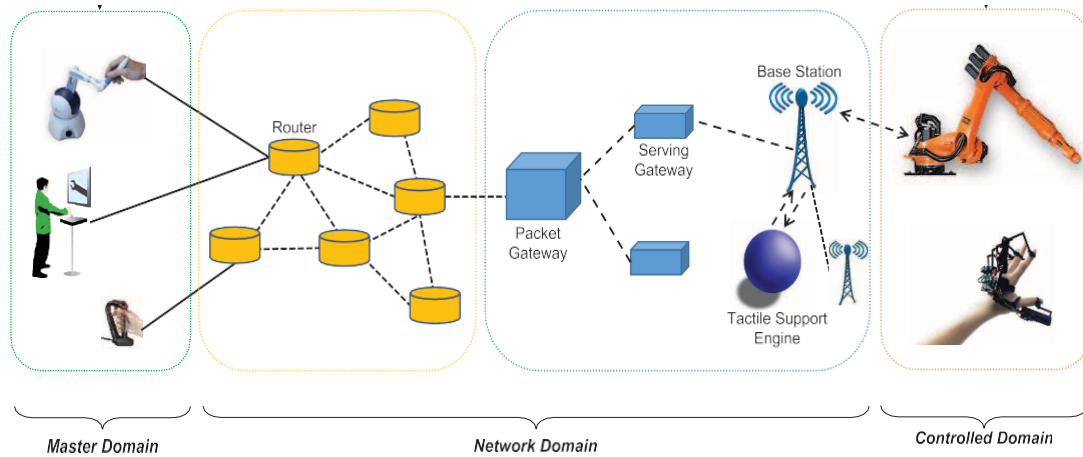 Router
Packet
Gateway
Serving
Gateway
Base Station
Tactile Support
Engine
Master Domain
Network Domain
Controlled Domain